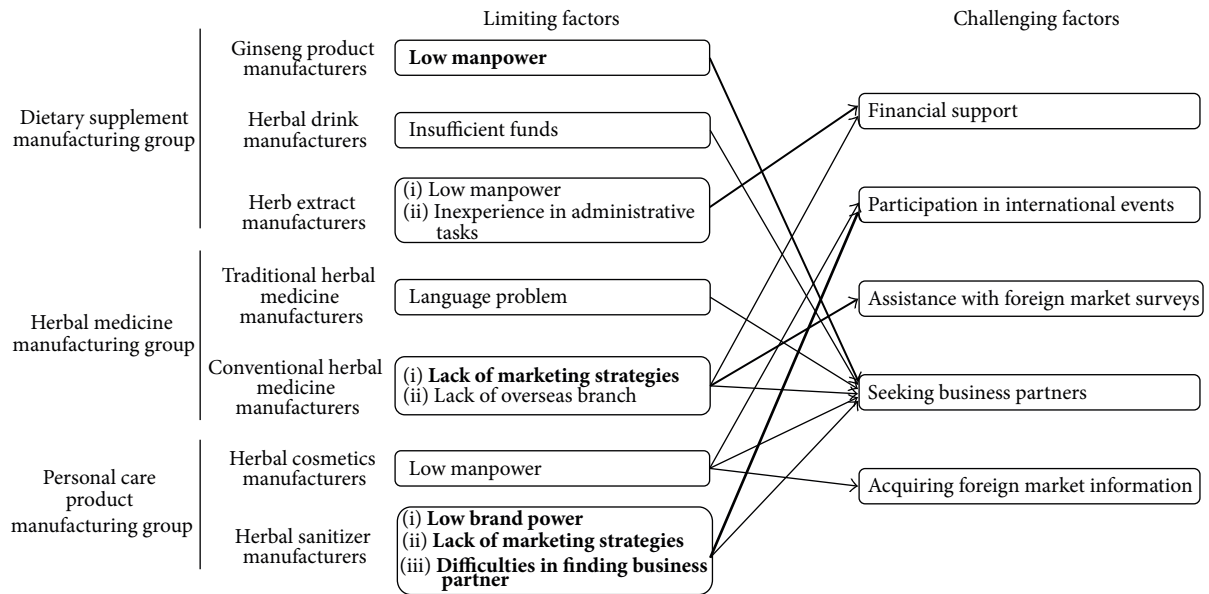 Limiting factors
Challenging factors
Dietary supplement
manufacturing group
Ginseng product
manufacturers
Low manpower
Herbal drink
manufacturers
Insufficient funds
Herb extract
manufacturers
(i) Low manpower
(ii) Inexperience in administrative
tasks
Herbal medicine
manufacturing group
Traditional herbal
medicine
manufacturers
Language problem
Conventional herbal
medicine
manufacturers
(i) Lack of marketing strategies
(ii) Lack of overseas branch
Personal care
product
manufacturing group
Herbal cosmetics
manufacturers
Low manpower
Herbal sanitizer
manufacturers
(i) Low brand power
(ii) Lack of marketing strategies
(iii) Difficulties in finding business
partner
Financial support
Participation in international events
Assistance with foreign market surveys
Seeking business partners
Acquiring foreign market information